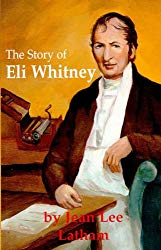 The Story of
Eli Whitney
by Jean Lee
Latham